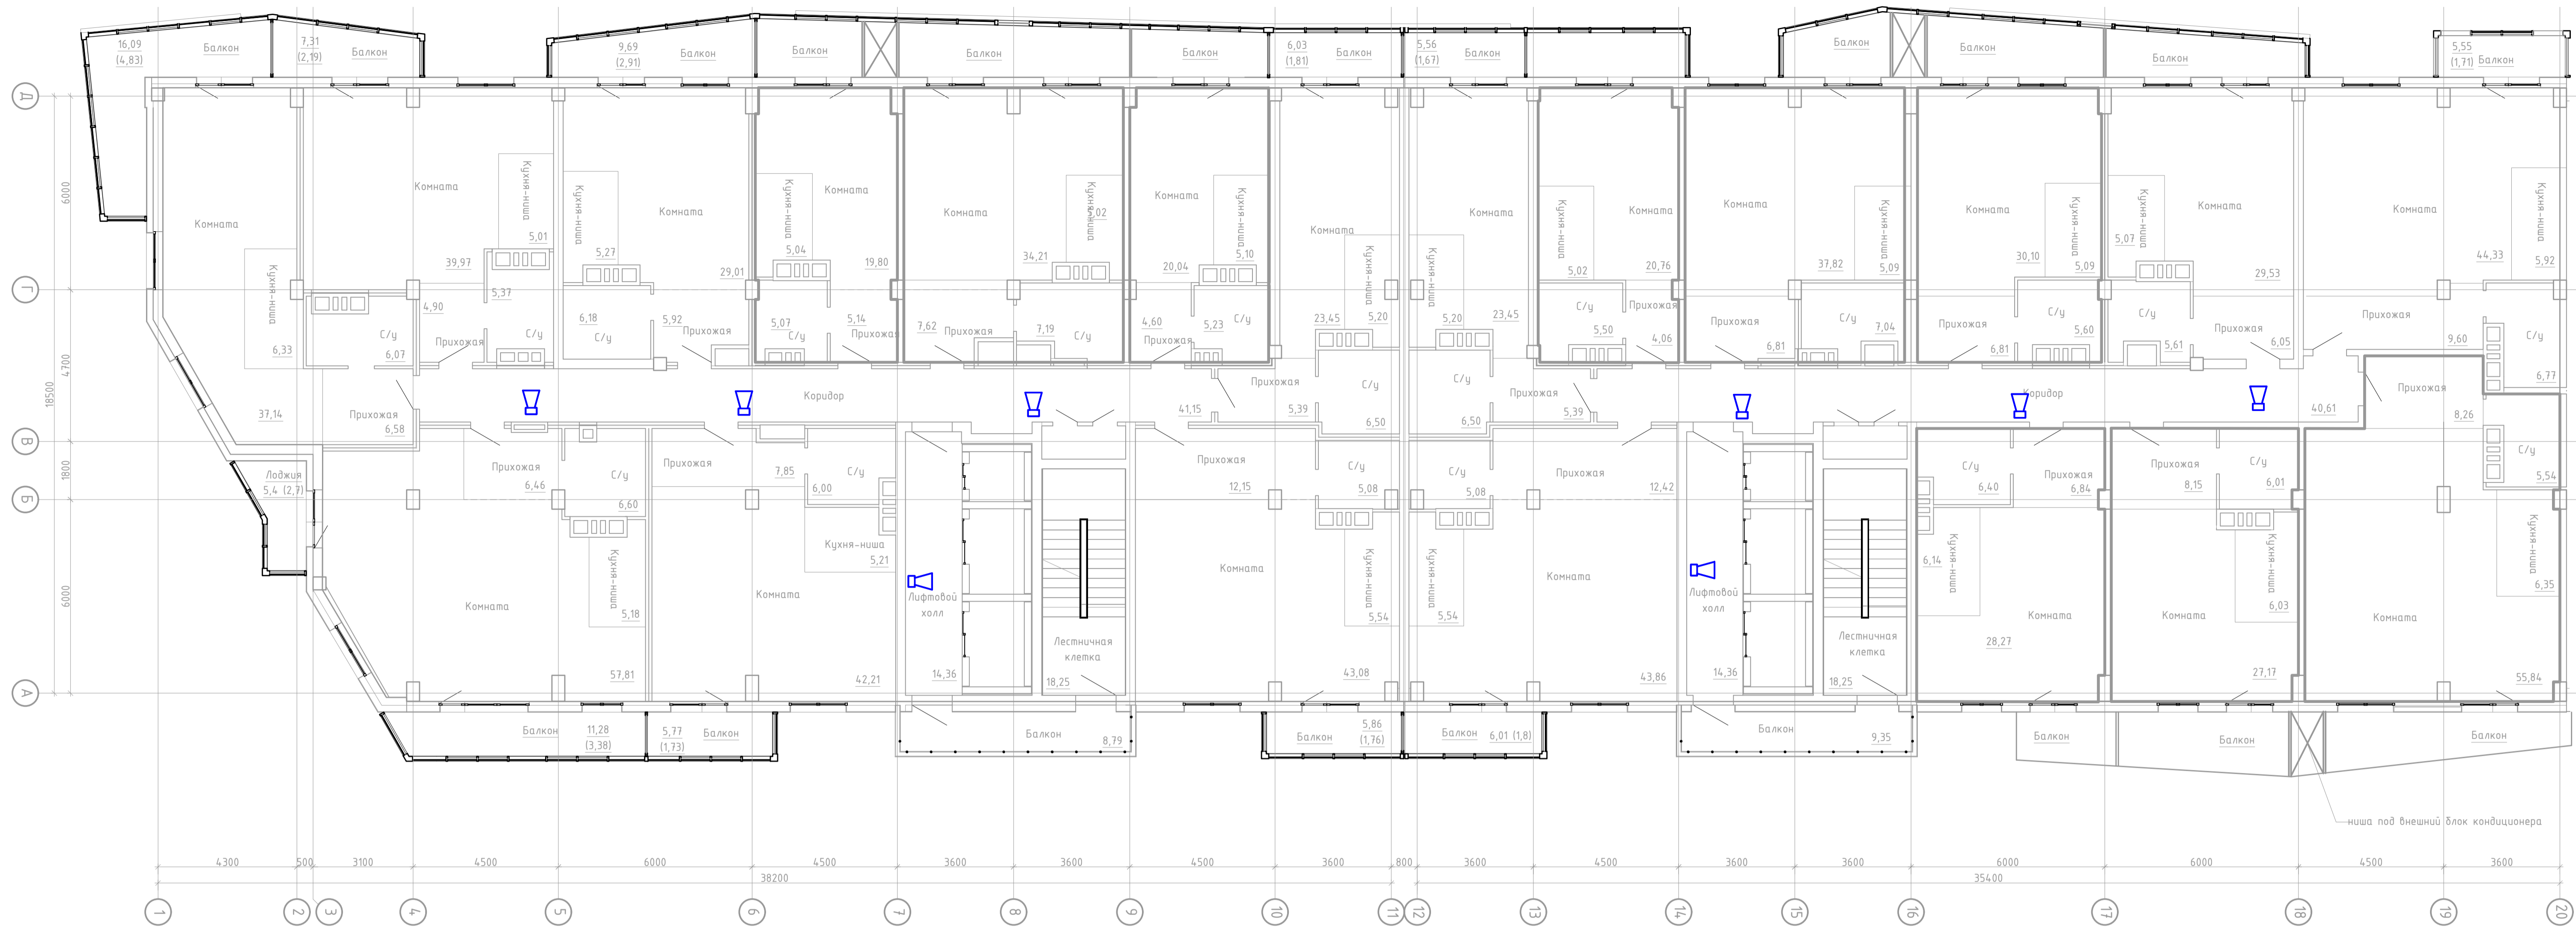 16,09
(4,83)
Балкон
7,31
(2,19)
Балкон
9,69
(2,91)
Балкон
Балкон
Балкон
Балкон
6,03
(1,81)
Балкон
5,56
(1,67)
Балкон
Балкон
Балкон
Балкон
5,55
(1,71)
Балкон
Д
Г
В
Б
А
6000
4700
1800
6000
18500
Комната
Кухня-ниша
6,33
37,14
Комната
Кухня-ниша
5,01
39,97
5,37
4,90
С/у
6,07
Прихожая
С/у
Прихожая
6,58
Кухня-ниша
5,27
Комната
29,01
6,18
С/у
5,92
Прихожая
Кухня-ниша
5,04
Комната
19,80
5,07
С/у
5,14
Прихожая
Комната
34,21
Кухня-ниша
5,02
7,62
Прихожая
7,19
С/у
Комната
20,04
Кухня-ниша
5,10
4,60
Прихожая
5,23
С/у
Комната
Кухня-ниша
23,45
5,20
Прихожая
5,39
С/у
6,50
Комната
Кухня-ниша
5,20
23,45
С/у
6,50
Прихожая
5,39
Комната
Кухня-ниша
5,02
20,76
С/у
5,50
Прихожая
4,06
Комната
37,82
Кухня-ниша
5,09
Прихожая
6,81
С/у
7,04
Комната
30,10
Кухня-ниша
5,09
Прихожая
6,81
С/у
5,60
Кухня-ниша
5,07
Комната
29,53
С/у
5,61
Прихожая
6,05
Комната
44,33
Кухня-ниша
5,92
Прихожая
9,60
С/у
6,77
Коридор
41,15
Коридор
40,61
Лоджия
5,4 (2,7)
Прихожая
6,46
С/у
6,60
Кухня-ниша
5,18
Комната
57,81
Прихожая
7,85
С/у
6,00
Кухня-ниша
5,21
Комната
42,21
Лифтовой
холл
14,36
Лестничная
клетка
18,25
Прихожая
12,15
С/у
5,08
Комната
Кухня-ниша
5,54
43,08
С/у
5,08
Кухня-ниша
5,54
Прихожая
12,42
Комната
43,86
Лифтовой
холл
14,36
Лестничная
клетка
18,25
С/у
6,40
Прихожая
6,84
6,14
Кухня-ниша
Комната
28,27
Прихожая
8,15
С/у
6,01
Кухня-ниша
6,03
Комната
27,17
Прихожая
8,26
С/у
5,54
Кухня-ниша
6,35
Комната
55,84
Балкон
11,28
(3,38)
5,77
(1,73)
Балкон
Балкон
8,79
Балкон
5,86
(1,76)
Балкон
6,01 (1,8)
Балкон
9,35
Балкон
Балкон
Балкон
ниша под внешний блок кондиционера
4300
500
3100
4500
6000
4500
3600
3600
4500
3600
800
3600
4500
3600
3600
6000
6000
4500
3600
38200
35400
1
2
3
4
5
6
7
8
9
10
11
12
13
14
15
16
17
18
19
20